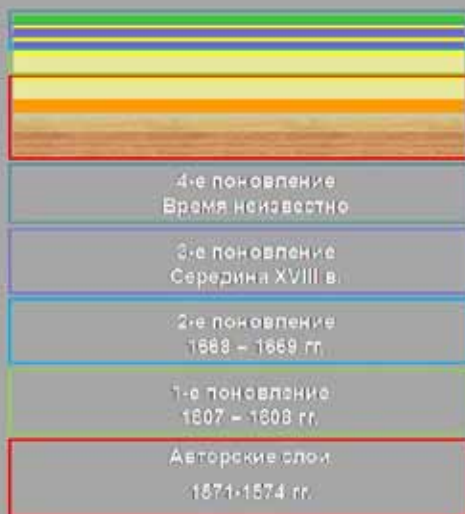 4-е поновление
Время неизвестно
3-е поновление
Середина XVIII в.
2-е поновление
1668 – 1669 гг.
1-е поновление
1607 – 1608 гг.
Авторские слои
1571-1574 гг.